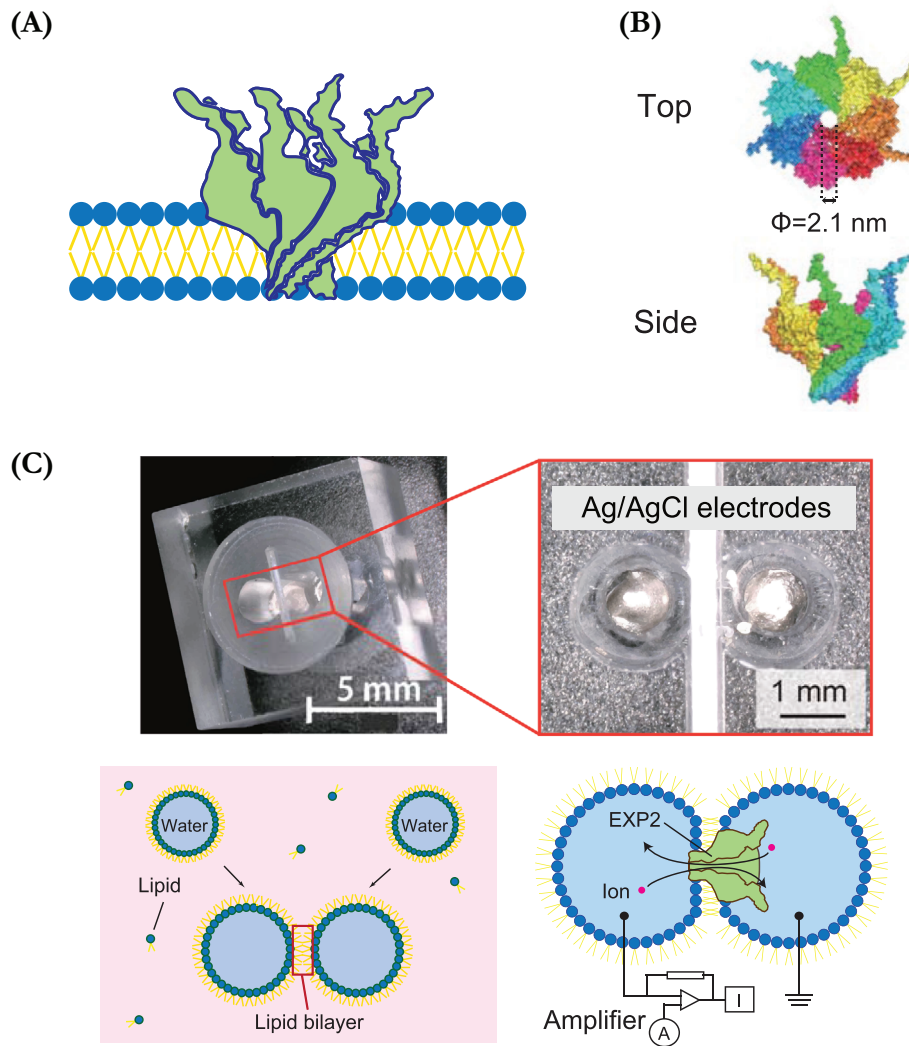 (A)
(B)
Top
Φ=2.1 nm
Side
(C)
5 mm
Ag/AgCl electrodes
1 mm
Water
Water
Lipid
Lipid bilayer
EXP2
Ion
Amplifier
A
I